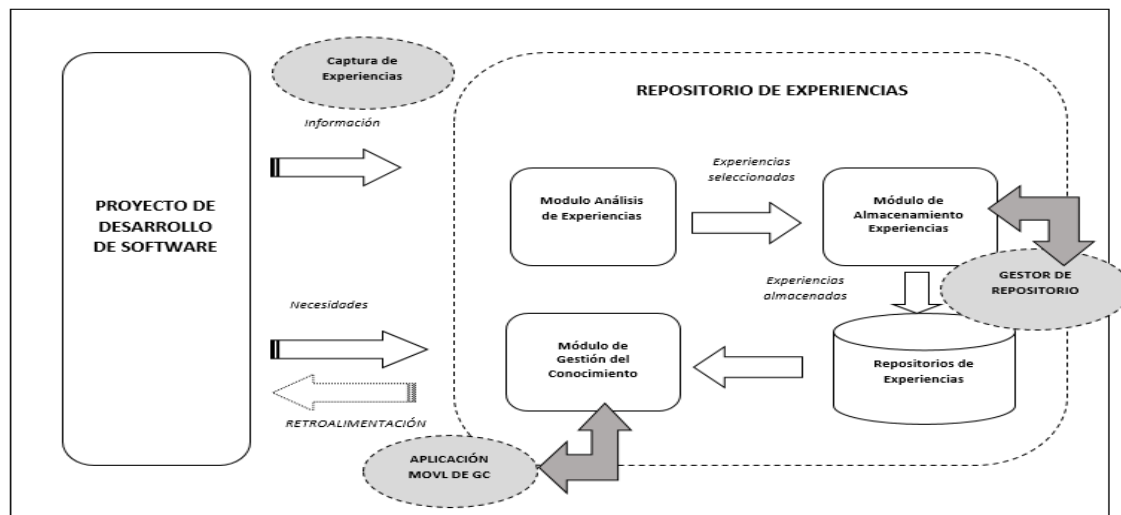 Captura de
Experiencias
Información
PROYECTO DE
DESARROLLO
DE SOFTWARE
Necesidades
RETROALIMENTACIÓN
REPOSITORIO DE EXPERIENCIAS
Modulo Análisis
de Experiencias
Experiencias
seleccionadas
Módulo de
Almacenamiento
Experiencias
GESTOR DE
REPOSITORIO
Experiencias
almacenadas
Módulo de
Gestión del
Conocimiento
Repositorios de
Experiencias
APLICACIÓN
MOVL DE GC